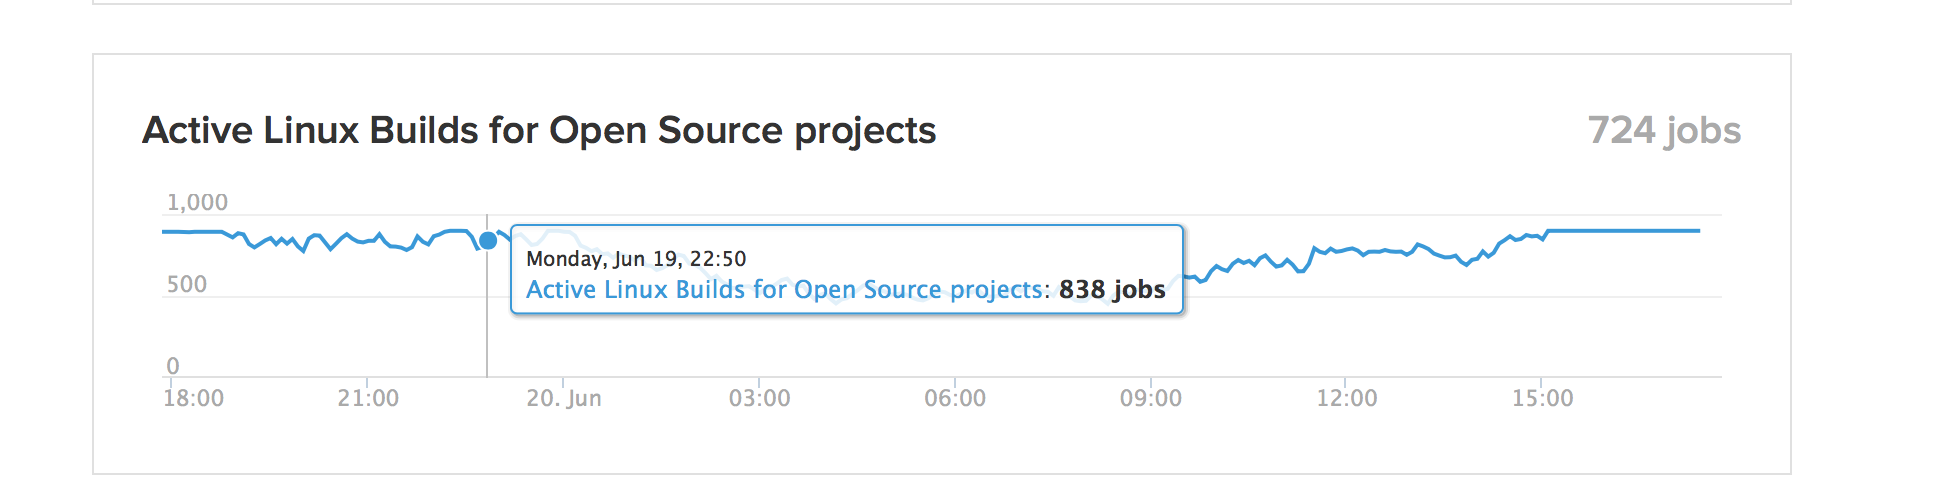 Active Linux Builds for Open Source projects
724 jobs
1,000
500
0
Monday, Jun 19, 22:50
Active Linux Builds for Open Source projects: 838 jobs
18:00 21:00 20. Jun 03:00 06:00 09:00 12:00 15:00